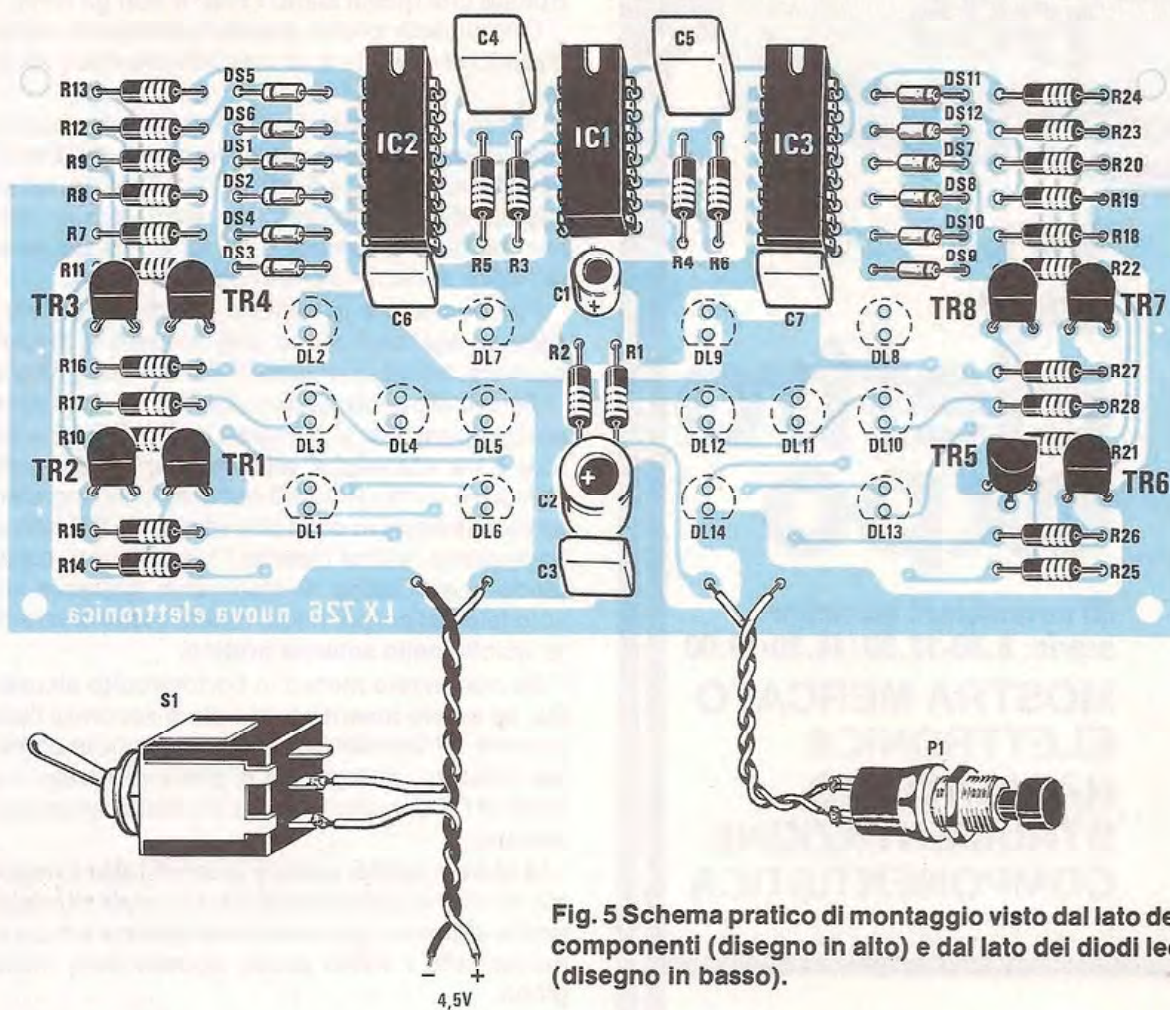 C4
C5
R13
DS5
IC2
IC1
IC3
DS11
R24
R12
DS6
DS12
R23
R9
DS1
DS7
R20
R8
DS2
DS8
R19
R7
DS4
DS10
R18
R11
DS3
R5
R3
R4
R6
DS9
R22
TR3
TR4
C6
C1
+
C7
TR8
TR7
DL2
DL7
DL9
DL8
R16
R2
R1
R27
R17
DL3
DL4
DL5
DL12
DL11
DL10
R28
R10
R21
TR2
TR1
C2
+
TR5
TR6
DL1
DL6
DL14
DL13
R15
R26
R14
C3
R25
LX 726 nuova elettronica
S1
P1
Fig. 5 Schema pratico di montaggio visto dal lato dei
componenti (disegno in alto) e dal lato dei diodi led
(disegno in basso).
− +
4,5V